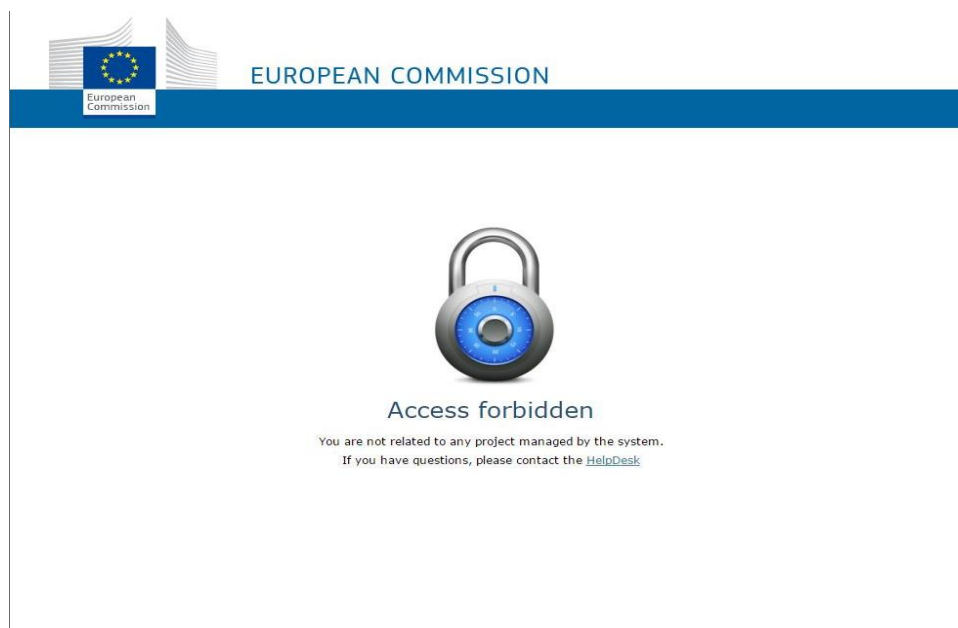 EUROPEAN COMMISSION
European
Commission
Access forbidden
You are not related to any project managed by the system.
If you have questions, please contact the HelpDesk